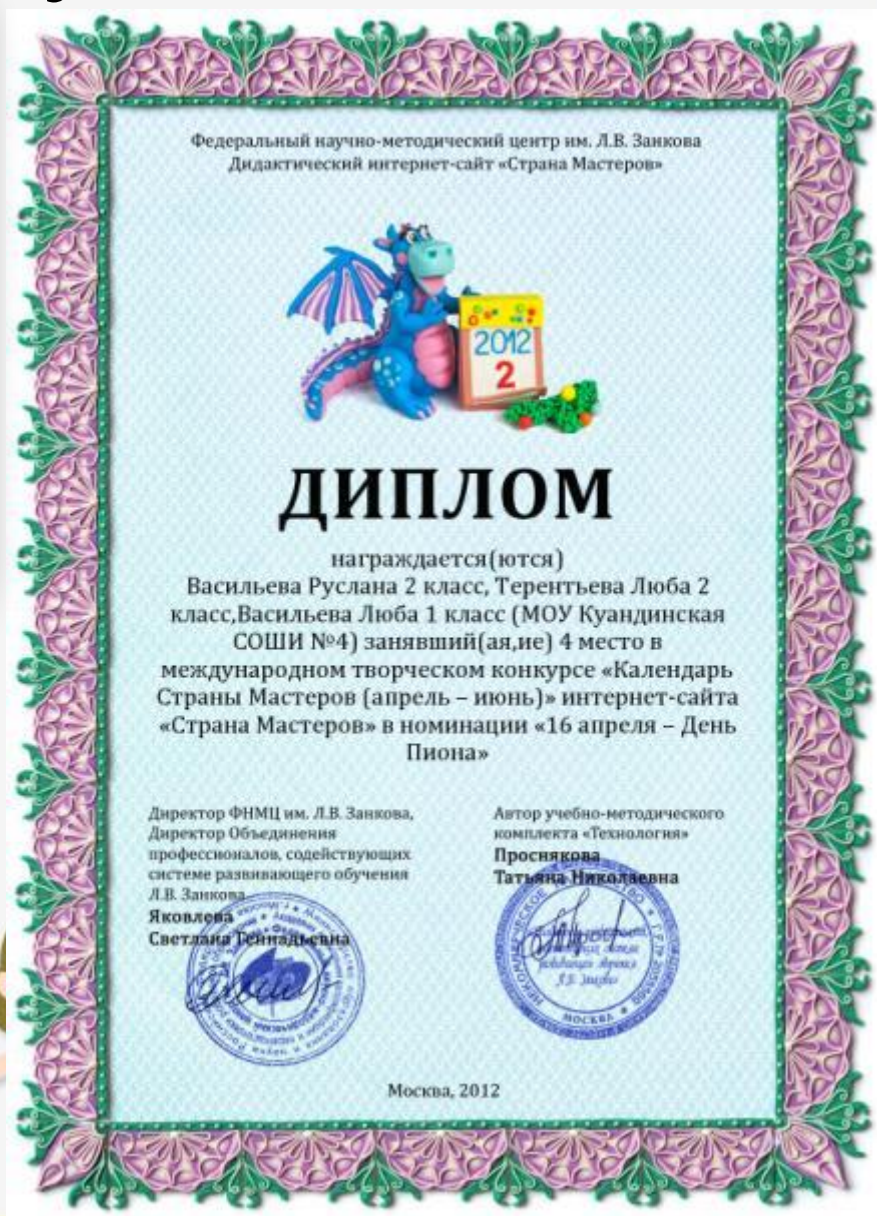 Федеральный научно-методический центр им. Л.В. Занкова
Дидактический интернет-сайт «Страна Мастеров»
2012
2
ДИПЛОМ
награждается(ются)
Васильева Руслана 2 класс, Терентьева Люба 2
класс,Васильева Люба 1 класс (МОУ Куандинская
СОШИ №4) занявший(ая,ие) 4 место в
международном творческом конкурсе «Календарь
Страны Мастеров (апрель – июнь)» интернет-сайта
«Страна Мастеров» в номинации «16 апреля – День
Пиона»
Директор ФНМЦ им. Л.В. Занкова,
Директор Объединения
профессионалов, содействующих
системе развивающего обучения
Л.В. Занкова
Яковлева
Светлана Геннадьевна
Автор учебно-методического
комплекта «Технология»
Проснякова
Татьяна Николаевна
МОСКВА
Москва, 2012